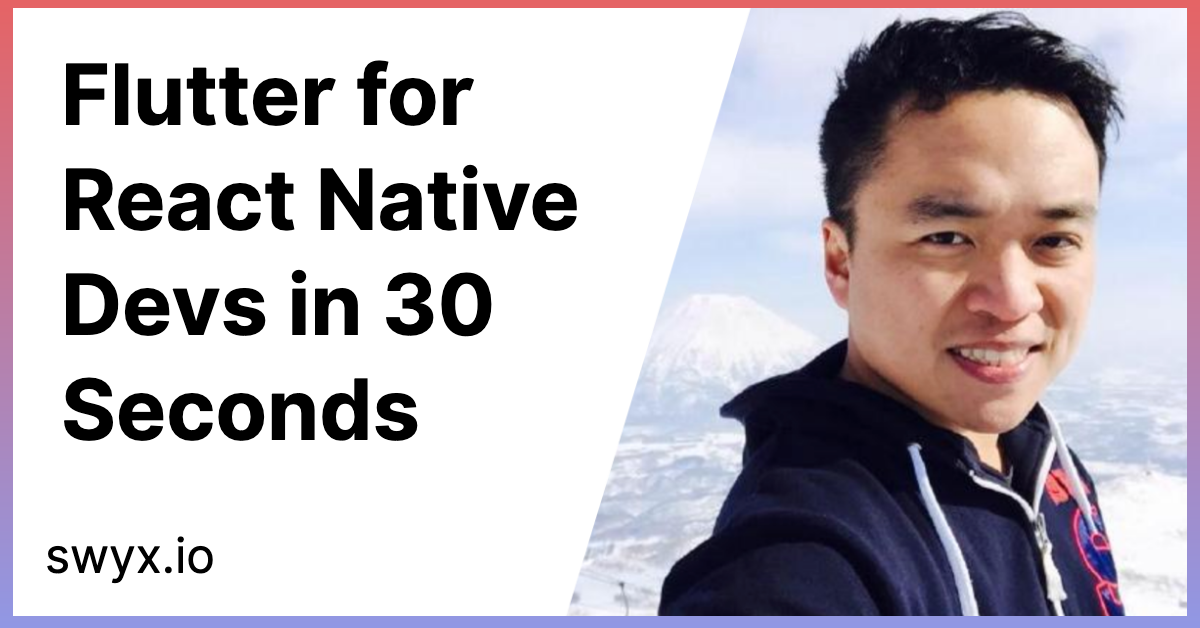 Flutter for
React Native
Devs in 30
Seconds
swyx.io